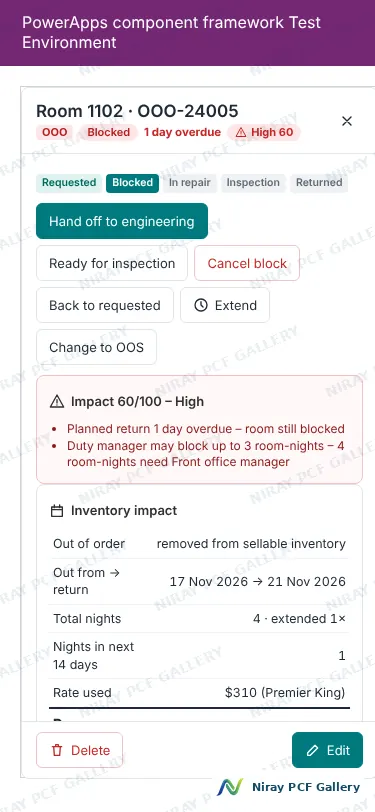 PowerApps component framework Test
Environment
Room 1102 · OOO-24005
OOO Blocked 1 day overdue High 60
Requested Blocked In repair Inspection Returned
Hand off to engineering
Ready for inspection Cancel block
Back to requested Extend
Change to OOS
Impact 60/100 – High
• Planned return 1 day overdue – room still blocked
• Duty manager may block up to 3 room-nights – 4
room-nights need Front office manager
Inventory impact
Out of order removed from sellable inventory
Out from →
return 17 Nov 2026 → 21 Nov 2026
Total nights 4 · extended 1×
Nights in next
14 days 1
Rate used $310 (Premier King)
Delete Edit
Niray PCF Gallery
NIRAY PCF GALLERY